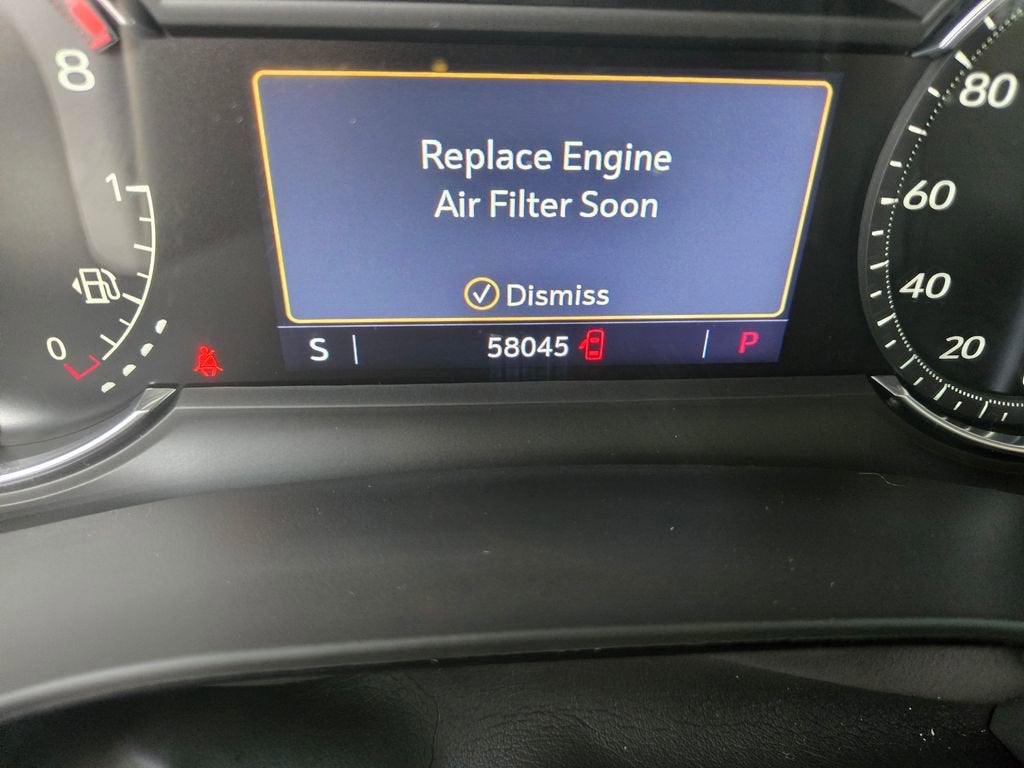 8
1
0
Replace Engine
Air Filter Soon
Dismiss
S 58045 P
80
60
40
20